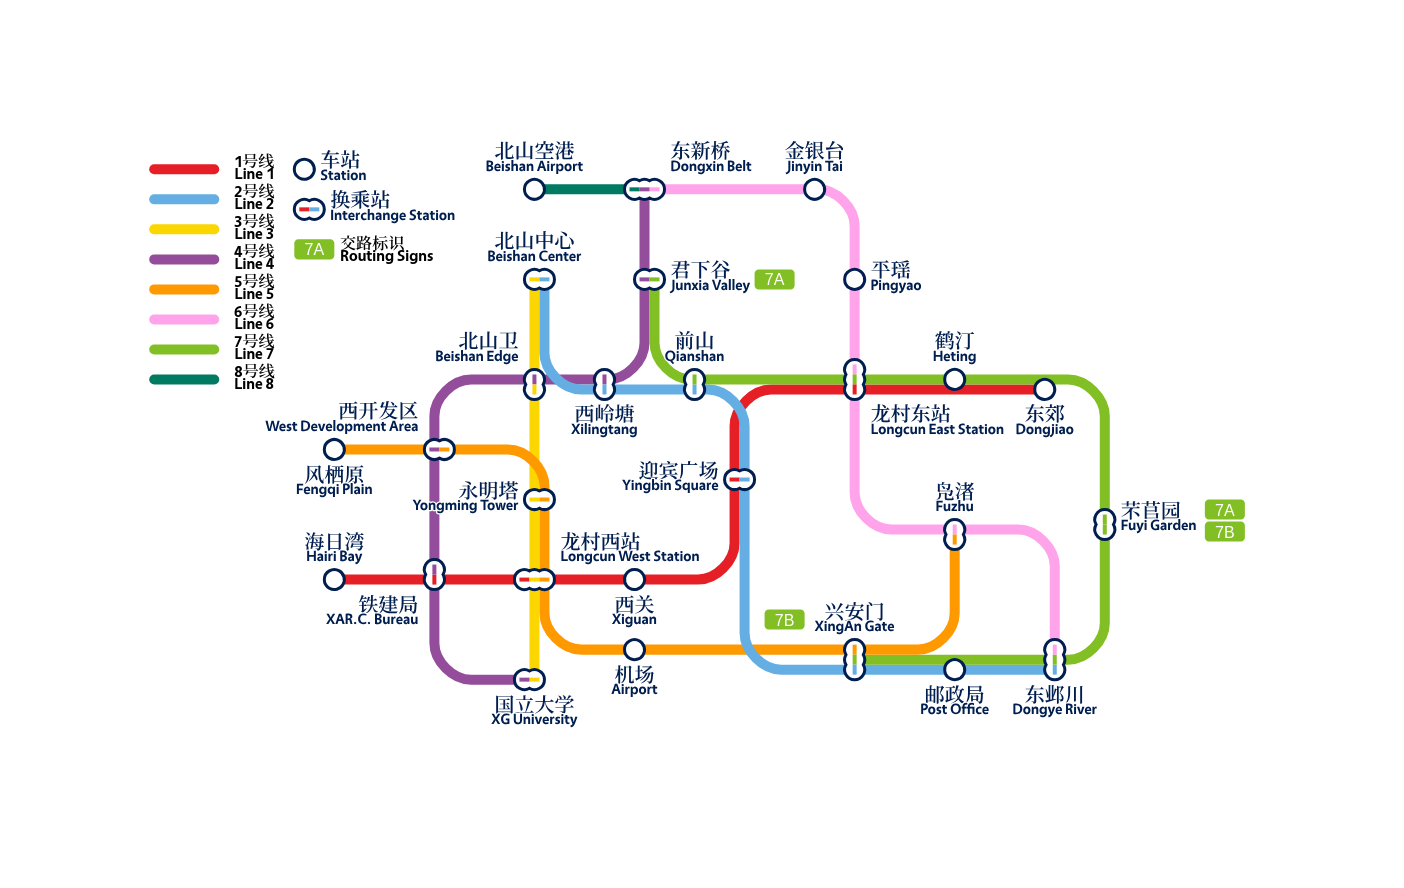 1号线
Line 1
2号线
Line 2
3号线
Line 3
4号线
Line 4
5号线
Line 5
6号线
Line 6
7号线
Line 7
8号线
Line 8
车站
Station
换乘站
Interchange Station
7A
交路标识
Routing Signs
北山空港
Beishan Airport
东新桥
Dongxin Belt
金银台
Jinyin Tai
北山中心
Beishan Center
君下谷
Junxia Valley
7A
平瑶
Pingyao
北山卫
Beishan Edge
前山
Qianshan
鹤汀
Heting
西岭塘
Xilingtang
龙村东站
Longcun East Station
东郊
Dongjiao
西开发区
West Development Area
风栖原
Fengqi Plain
迎宾广场
Yingbin Square
永明塔
Yongming Tower
凫渚
Fuzhu
芣苢园
Fuyi Garden
7A
7B
海日湾
Hairi Bay
龙村西站
Longcun West Station
铁建局
XAR.C. Bureau
西关
Xiguan
7B
兴安门
XingAn Gate
机场
Airport
国立大学
XG University
邮政局
Post Office
东邺川
Dongye River